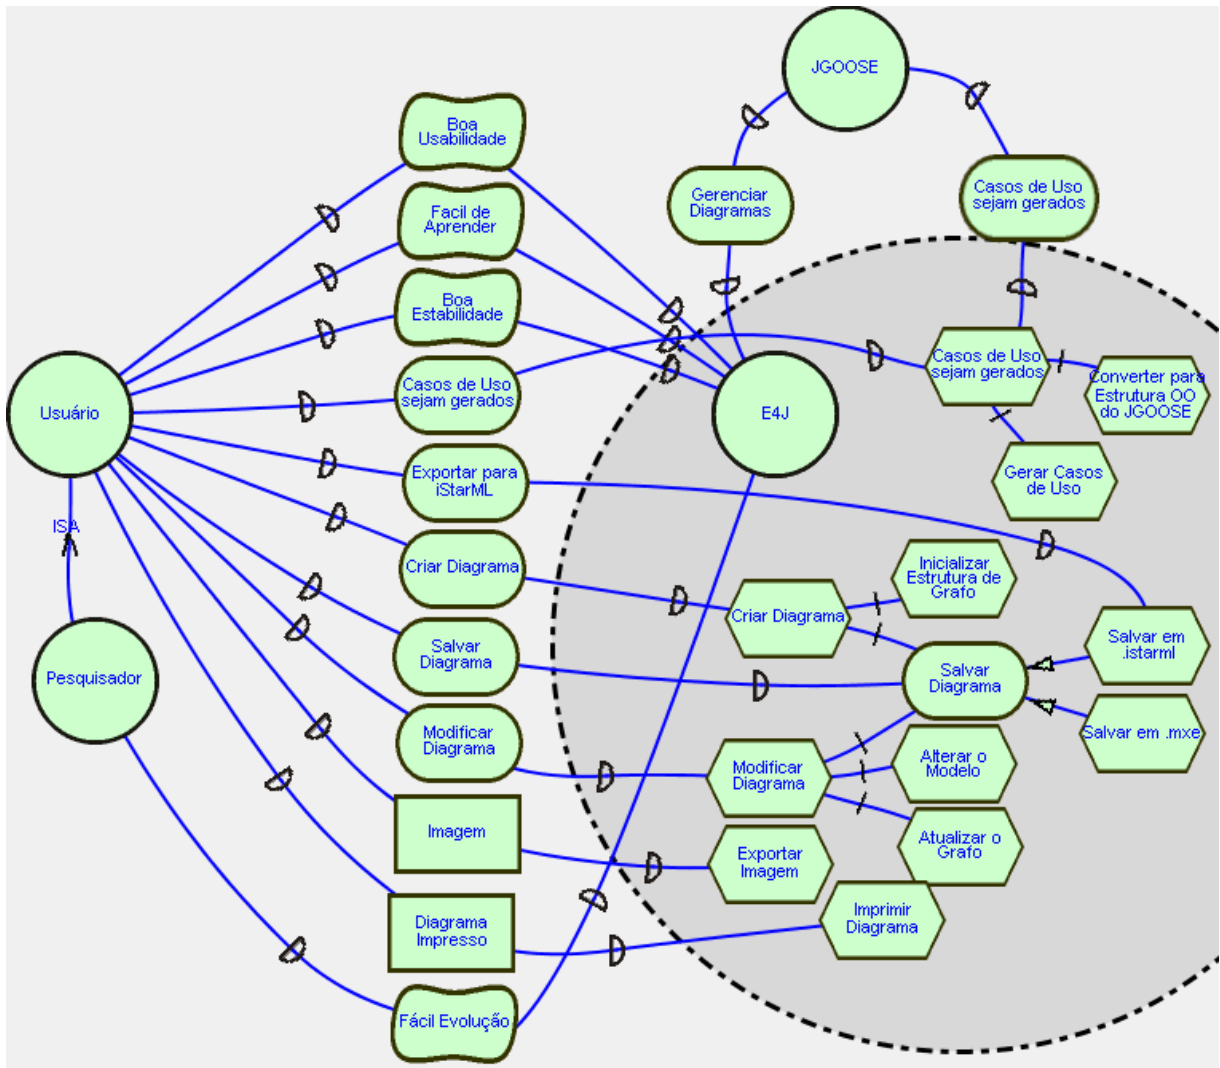 JGOOSE
Boa
Usabilidade
Gerenciar
Diagramas
Casos de Uso
sejam gerados
Facil de
Aprender
Boa
Estabilidade
Casos de Uso
sejam gerados
Converter para
Estrutura OO
do JGOOSE
Usuário
Casos de Uso
sejam gerados
E4J
Exportar para
iStarML
Gerar Casos
de Uso
ISA
Criar Diagrama
Inicializar
Estrutura de
Grafo
Criar Diagrama
Salvar em
.istarml
Pesquisador
Salvar
Diagrama
Salvar
Diagrama
Salvar em .mxe
Modificar
Diagrama
Modificar
Diagrama
Alterar o
Modelo
Imagem
Exportar
Imagem
Atualizar o
Grafo
Diagrama
Impresso
Imprimir
Diagrama
Fácil Evolução